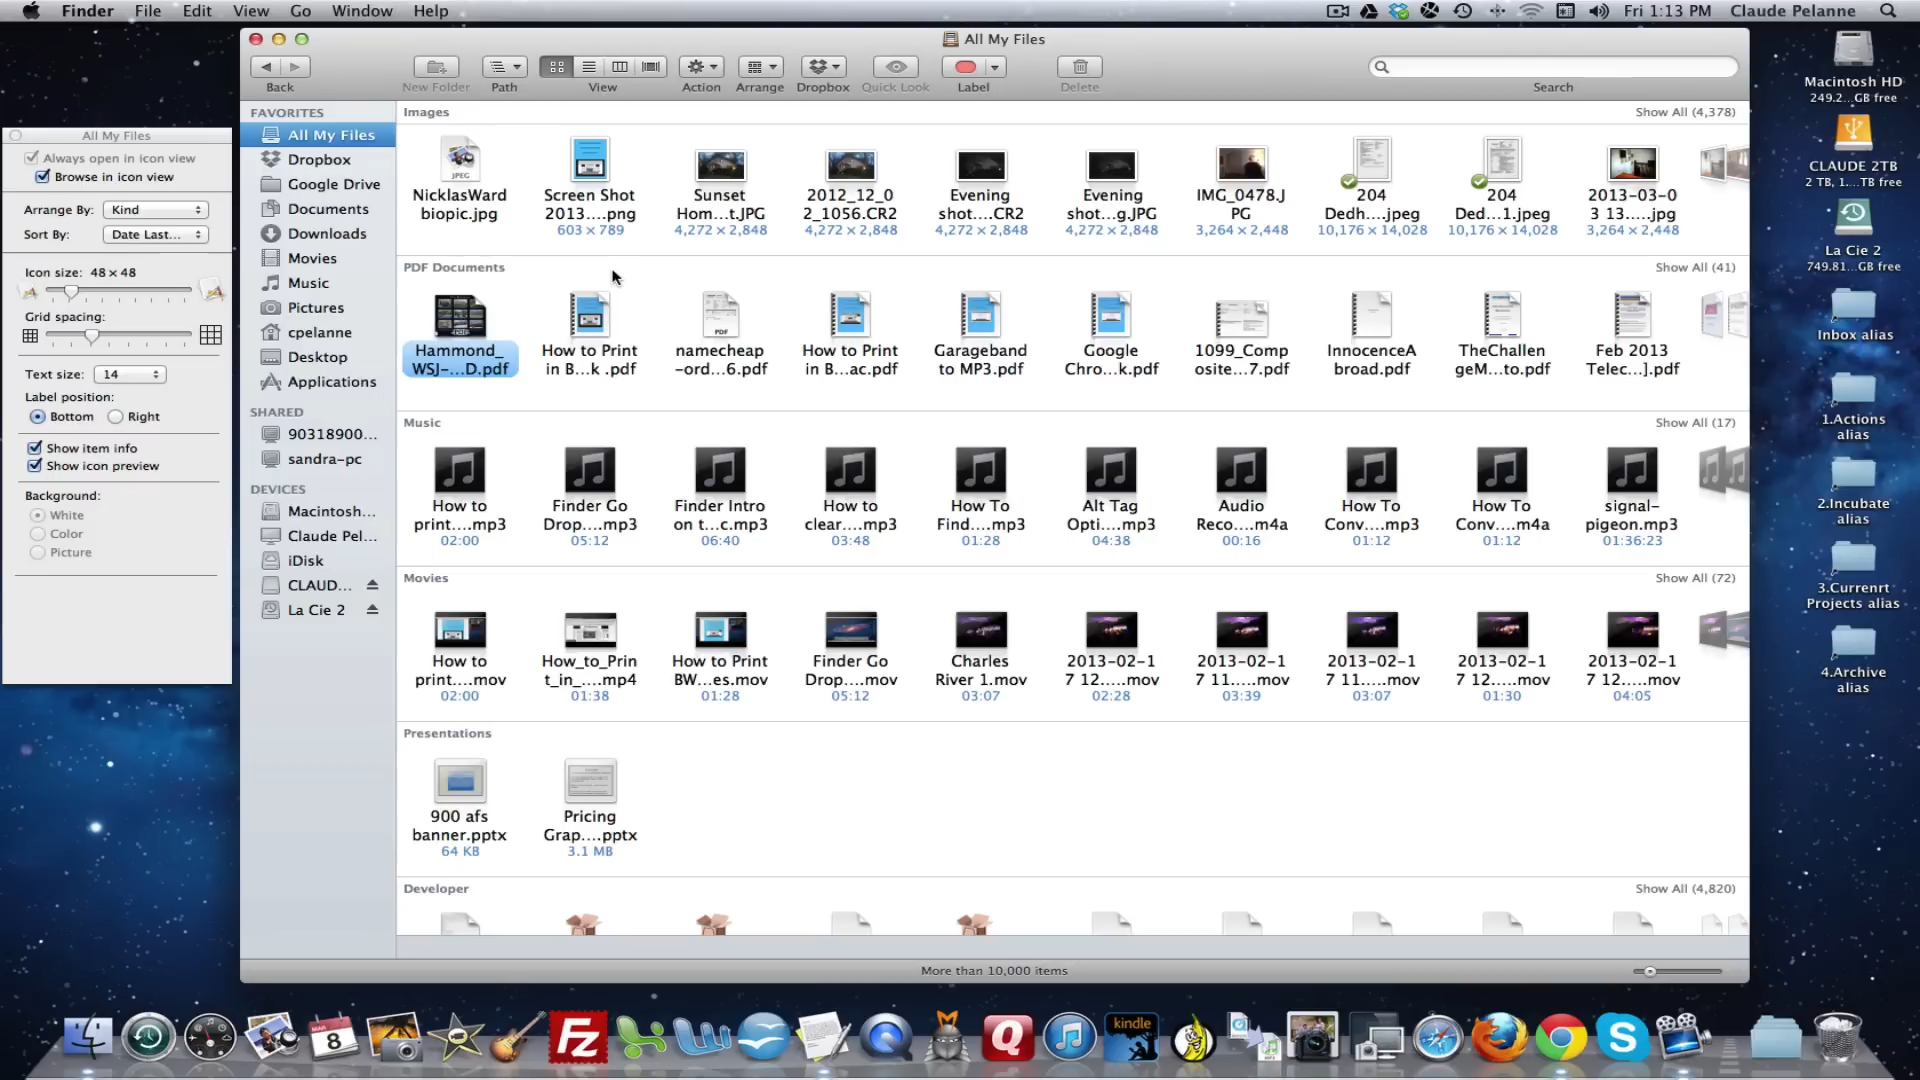 Finder File Edit View Go Window Help Fri 1:13 PM Claude Pelanne
All My Files
Back New Folder Path View Action Arrange Dropbox Quick Look Label Delete Search
All My Files
Always open in icon view
Browse in icon view
Arrange By: Kind
Sort By: Date Last...
Icon size: 48 × 48
Grid spacing:
Text size: 14
Label position:
Bottom Right
Show item info
Show icon preview
Background:
White
Color
Picture
FAVORITES
All My Files
Dropbox
Google Drive
Documents
Downloads
Movies
Music
Pictures
cpelanne
Desktop
Applications
SHARED
90318900...
sandra-pc
DEVICES
Macintosh...
Claude Pel...
iDisk
CLAUD...
La Cie 2
Images Show All (4,378)
JPEG
NicklasWard Screen Shot Sunset 2012_12_0 Evening Evening IMG_0478.J 204 204 2013-03-0
biopic.jpg 2013....png Hom...t.JPG 2_1056.CR2 shot....CR2 shot...g.JPG PG Dedh....jpeg Ded...1.jpeg 3 13.....jpg
603 × 789 4,272 × 2,848 4,272 × 2,848 4,272 × 2,848 4,272 × 2,848 3,264 × 2,448 10,176 × 14,028 10,176 × 14,028 3,264 × 2,448
PDF Documents Show All (41)
PDF
Hammond_ How to Print namecheap How to Print Garageband Google 1099_Comp InnocenceA TheChallen Feb 2013
WSJ-...D.pdf in B...k .pdf -ord...6.pdf in B...ac.pdf to MP3.pdf Chro...k.pdf osite...7.pdf broad.pdf geM...to.pdf Telec...].pdf
Music Show All (17)
How to Finder Go Finder Intro How to How To Alt Tag Audio How To How To signal-
print....mp3 Drop....mp3 on t...c.mp3 clear....mp3 Find....mp3 Opti....mp3 Reco...m4a Conv....mp3 Conv....m4a pigeon.mp3
02:00 05:12 06:40 03:48 01:28 04:38 00:16 01:12 01:12 01:36:23
Movies Show All (72)
How to How_to_Prin How to Print Finder Go Charles 2013-02-1 2013-02-1 2013-02-1 2013-02-1 2013-02-1
print....mov t_in_....mp4 BW...es.mov Drop....mov River 1.mov 7 12.....mov 7 11.....mov 7 11.....mov 7 12.....mov 7 12.....mov
02:00 01:38 01:28 05:12 03:07 02:28 03:39 03:07 01:30 04:05
Presentations
900 afs Pricing
banner.pptx Grap....pptx
64 KB 3.1 MB
Developer Show All (4,820)
More than 10,000 items
Macintosh HD
249.2...GB free
CLAUDE 2TB
2 TB, 1....TB free
La Cie 2
749.81...GB free
Inbox alias
1.Actions
alias
2.Incubate
alias
3.Currenrt
Projects alias
4.Archive
alias
MAR
8
Fz
Q
kindle
S